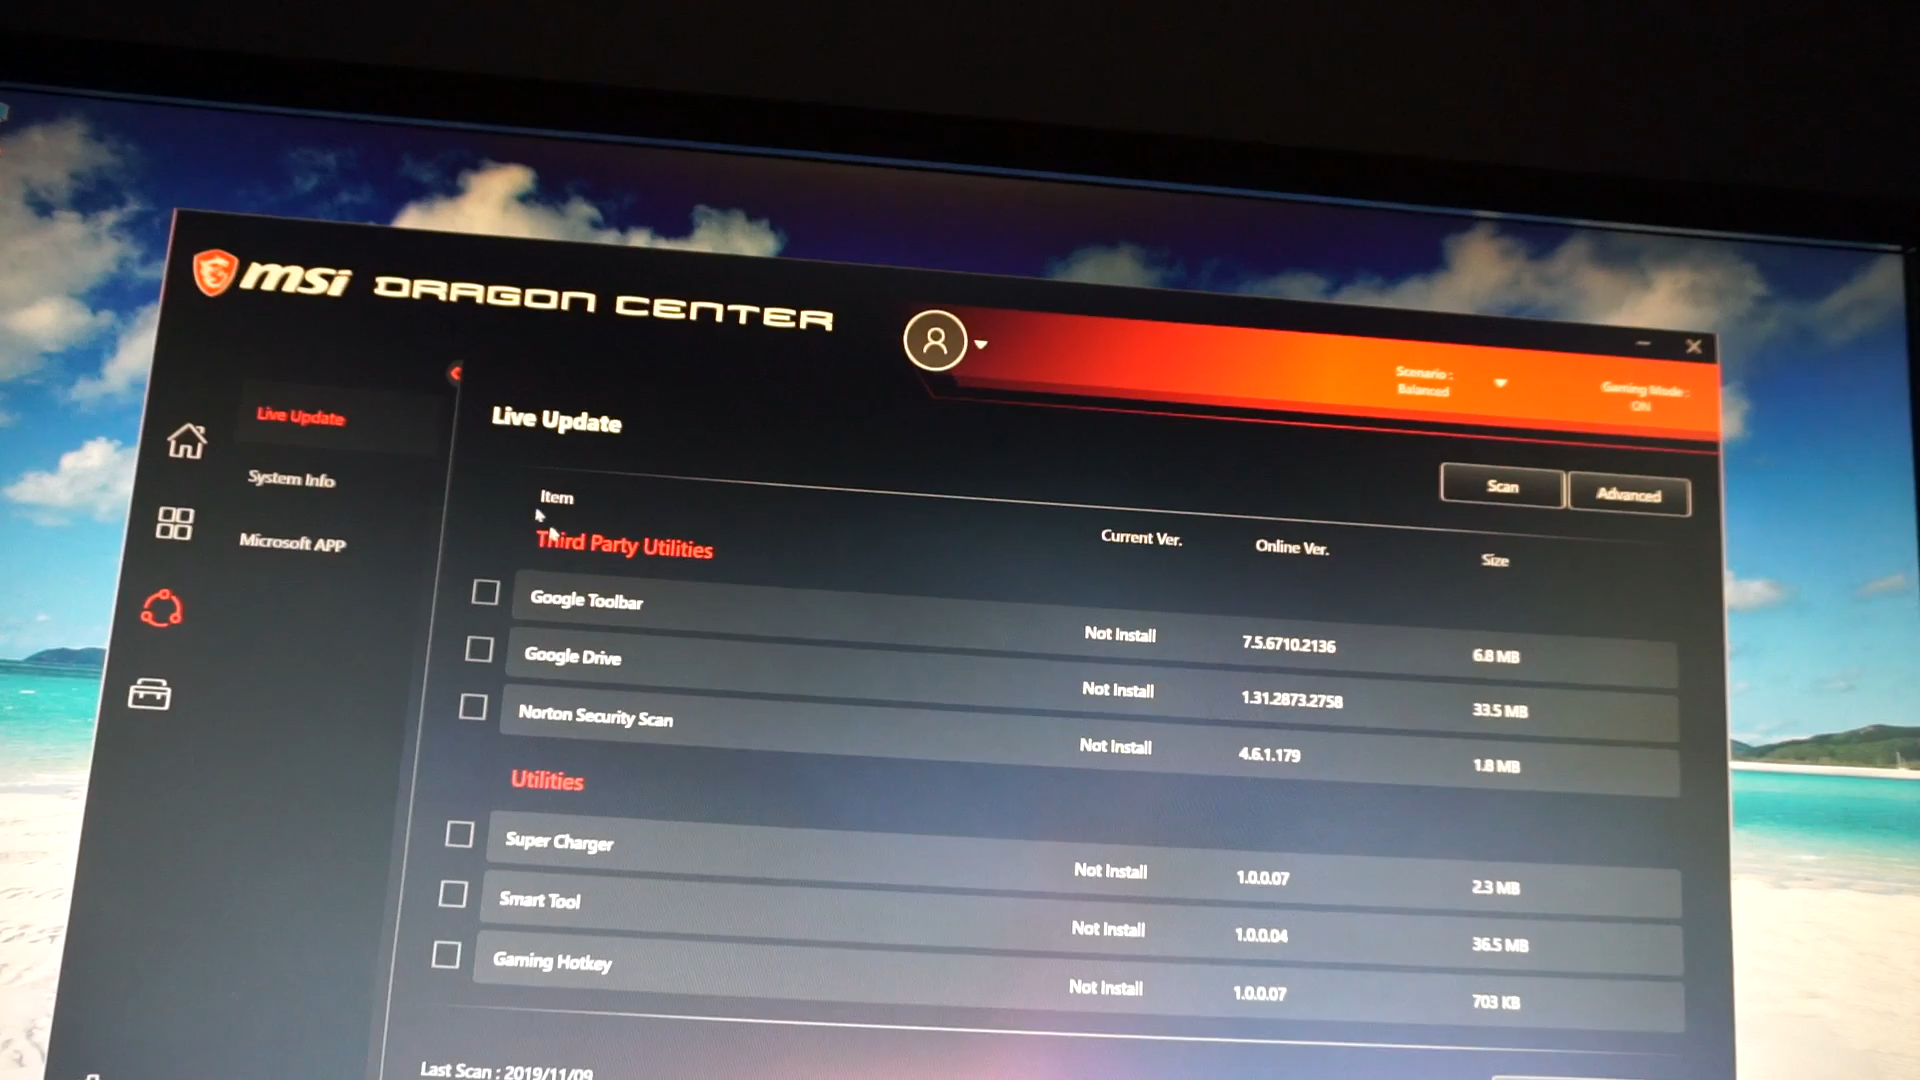 msi DRAGON CENTER
Scenario :
Balanced
Gaming Mode :
ON
Live Update
System Info
Microsoft APP
Live Update
Scan
Advanced
Item
Current Ver.
Online Ver.
Size
Third Party Utilities
Google Toolbar
Not Install
7.5.6710.2136
6.8 MB
Google Drive
Not Install
1.31.2873.2758
33.5 MB
Norton Security Scan
Not Install
4.6.1.179
1.8 MB
Utilities
Super Charger
Not Install
1.0.0.07
2.3 MB
Smart Tool
Not Install
1.0.0.04
36.5 MB
Gaming Hotkey
Not Install
1.0.0.07
703 KB
Last Scan : 2019/11/09